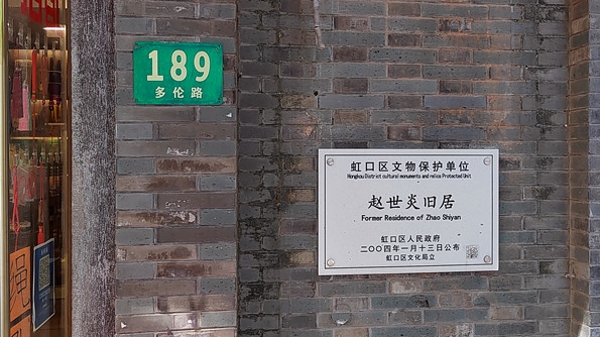 189
多伦路
虹口区文物保护单位
Hongkou District cultural monuments and relics Protected Unit
赵世炎旧居
Former Residence of Zhao Shiyan
虹口区人民政府
二〇〇四年一月十三日公布
虹口区文化局立
绳